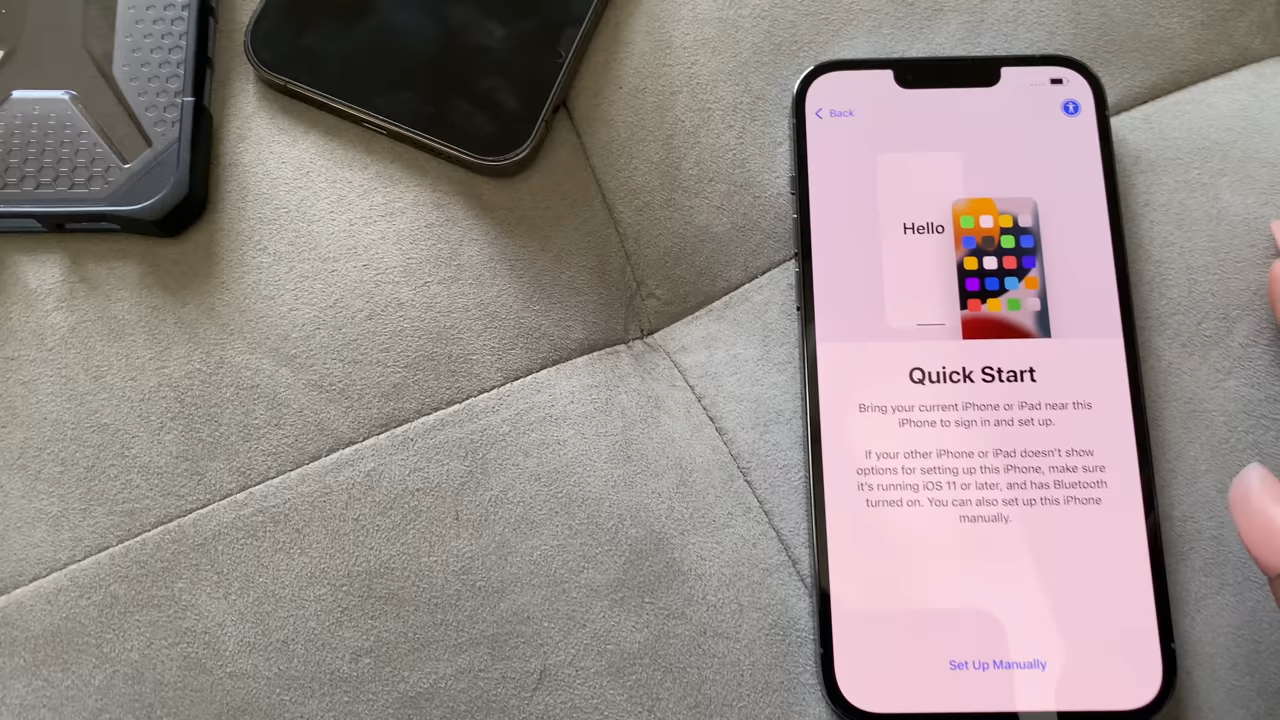 Back
Hello
Quick Start
Bring your current iPhone or iPad near this
iPhone to sign in and set up.
If your other iPhone or iPad doesn't show
options for setting up this iPhone, make sure
it's running iOS 11 or later, and has Bluetooth
turned on. You can also set up this iPhone
manually.
Set Up Manually